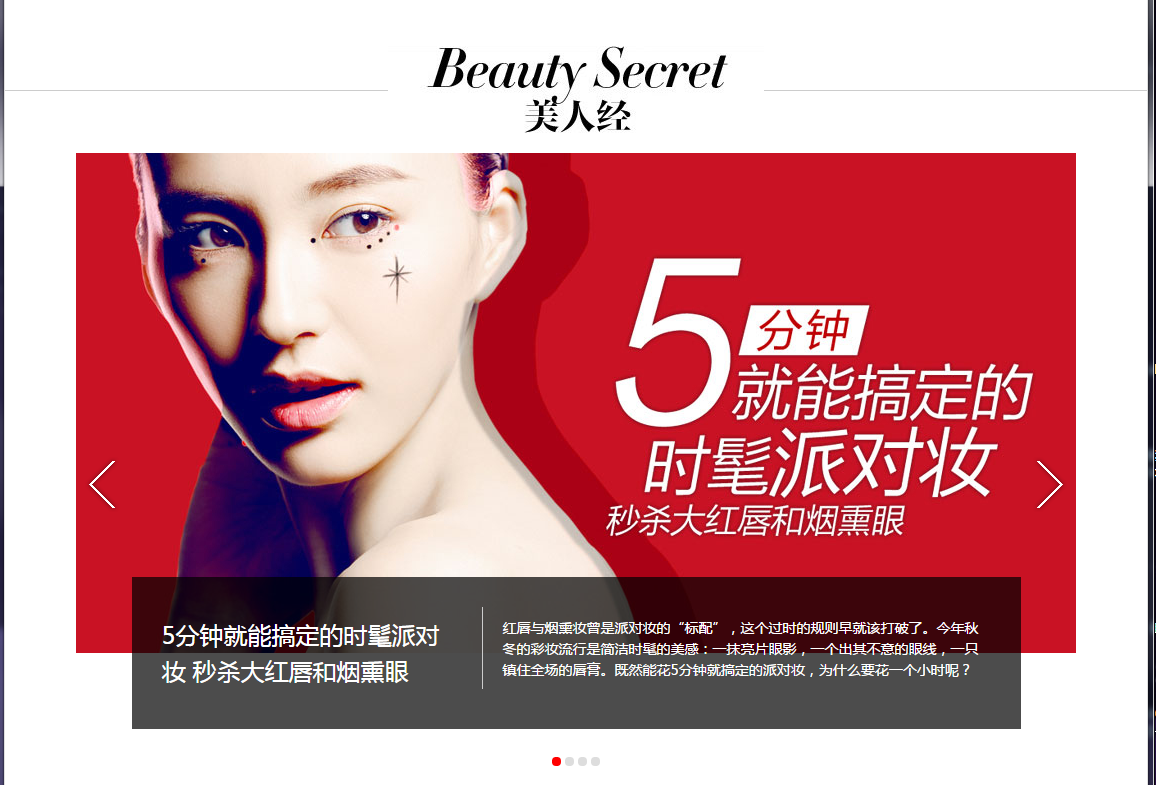 Beauty Secret
美人经
5分钟
就能搞定的
时髦派对妆
秒杀大红唇和烟熏眼
5分钟就能搞定的时髦派对
妆 秒杀大红唇和烟熏眼
红唇与烟熏妆曾是派对妆的“标配”，这个过时的规则早就该打破了。今年秋
冬的彩妆流行是简洁时髦的美感：一抹亮片眼影，一个出其不意的眼线，一只
镇住全场的唇膏。既然能花5分钟就搞定的派对妆，为什么要花一个小时呢？